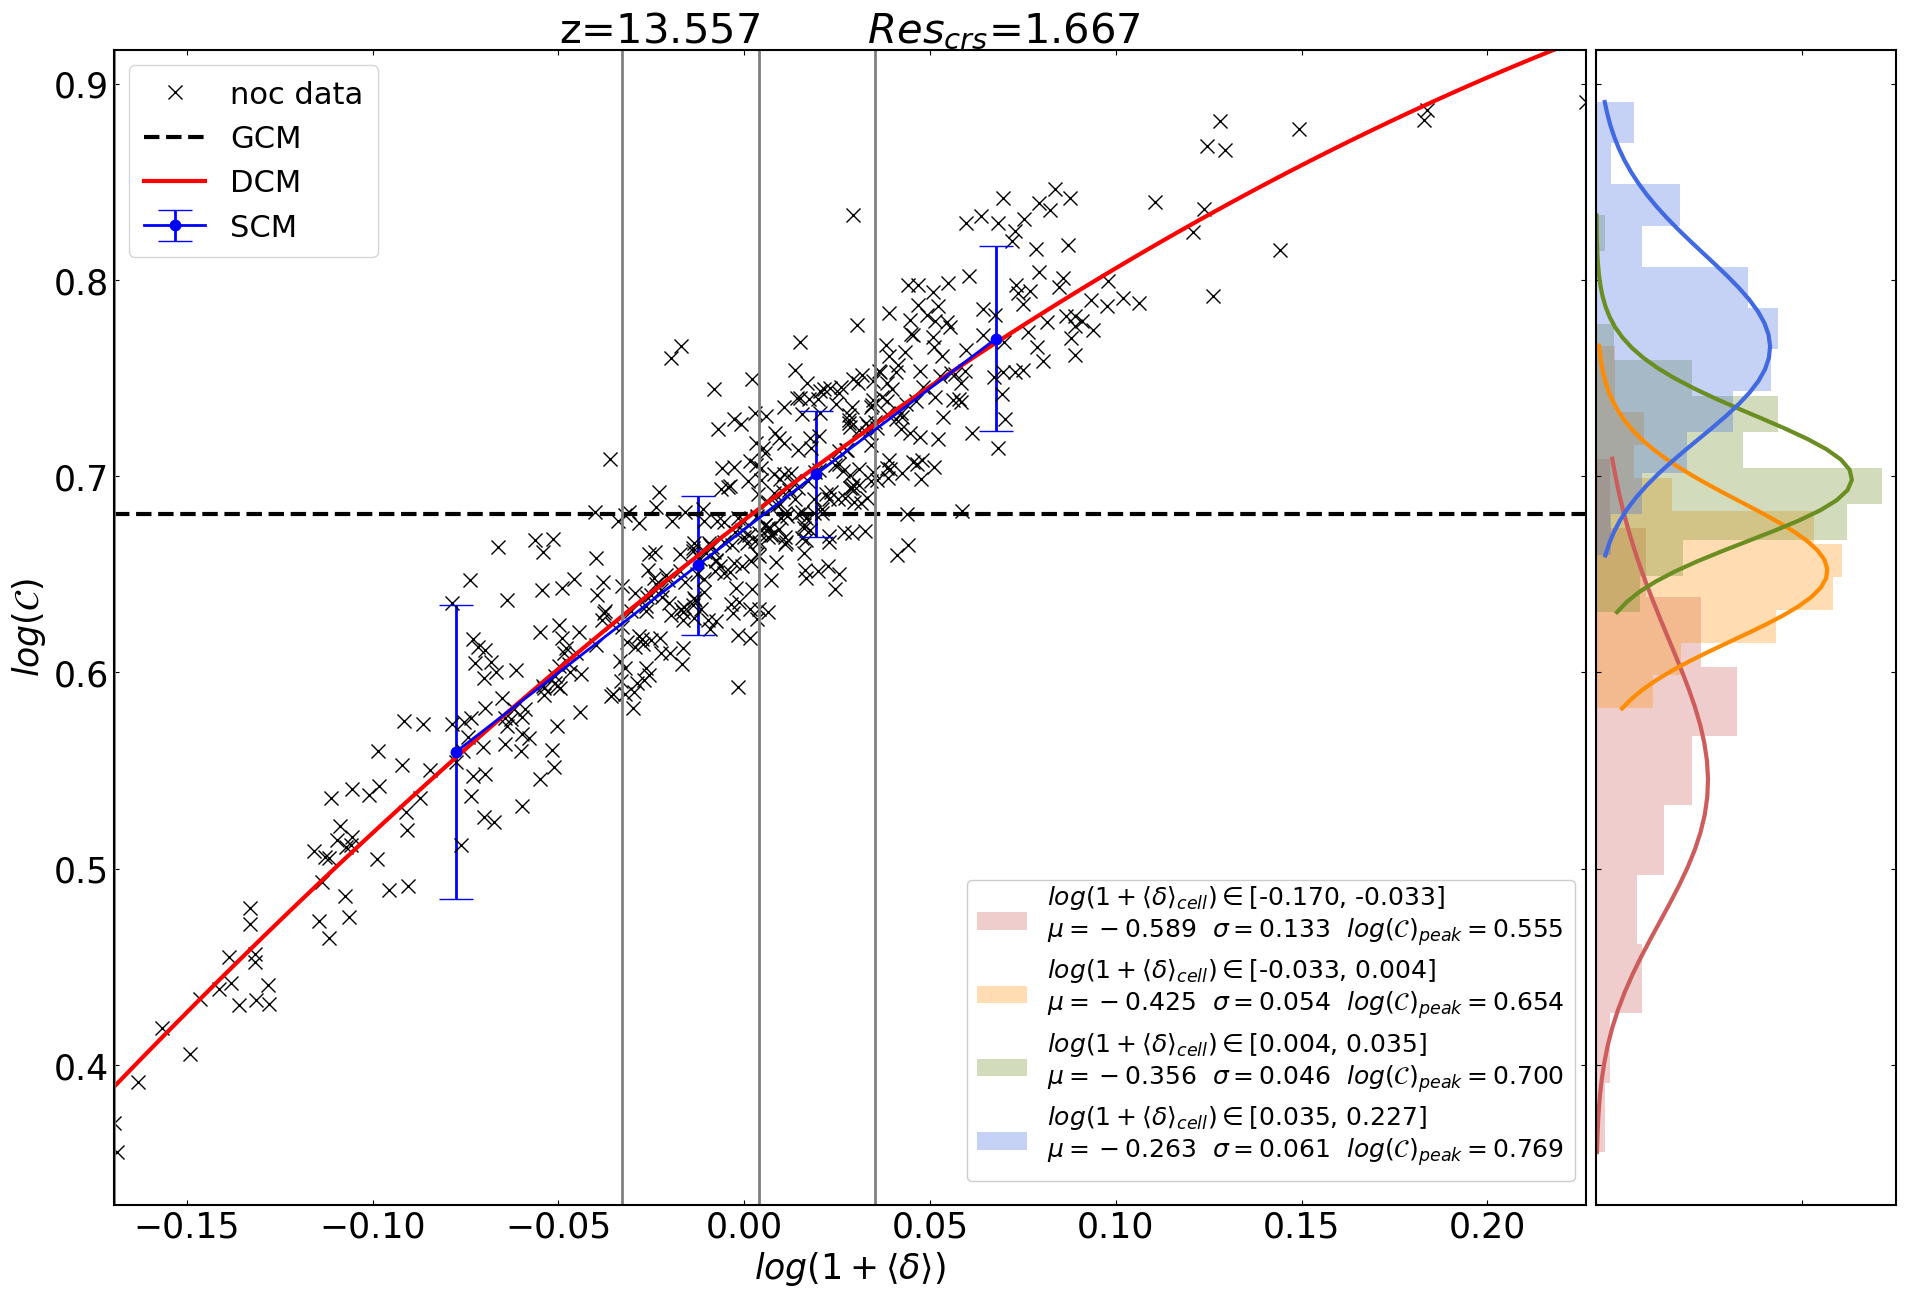 z=13.557 Res_crs=1.667
noc data
GCM
DCM
SCM
0.9
0.8
0.7
0.6
0.5
0.4
log(𝒞)
log(1 + ⟨δ⟩_cell) ∈ [-0.170, -0.033]
μ = −0.589 σ = 0.133 log(𝒞)_peak = 0.555
log(1 + ⟨δ⟩_cell) ∈ [-0.033, 0.004]
μ = −0.425 σ = 0.054 log(𝒞)_peak = 0.654
log(1 + ⟨δ⟩_cell) ∈ [0.004, 0.035]
μ = −0.356 σ = 0.046 log(𝒞)_peak = 0.700
log(1 + ⟨δ⟩_cell) ∈ [0.035, 0.227]
μ = −0.263 σ = 0.061 log(𝒞)_peak = 0.769
−0.15 −0.10 −0.05 0.00 0.05 0.10 0.15 0.20
log(1 + ⟨δ⟩)